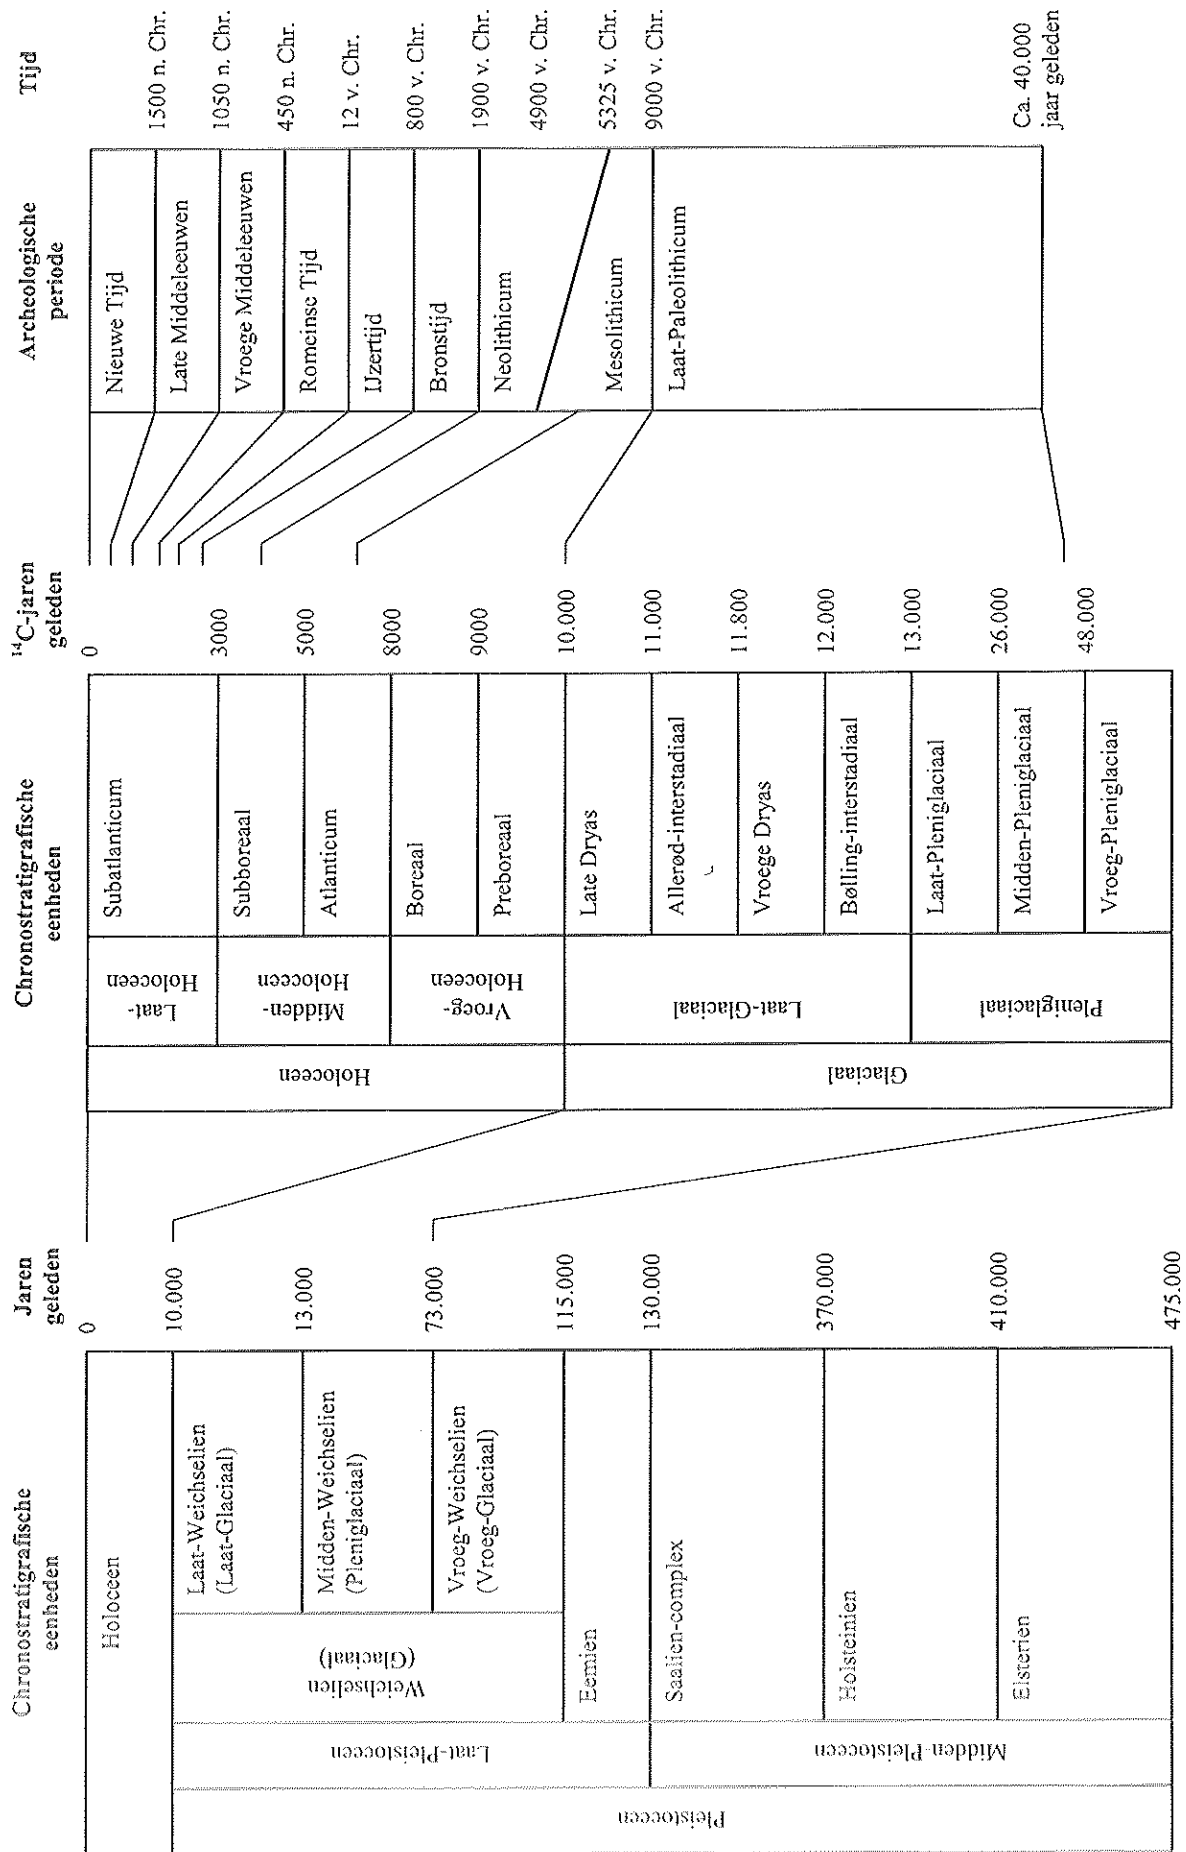 Chronostratigrafische
eenheden
Jaren
geleden
Chronostratigrafische
eenheden
14C-jaren
geleden
Archeologische
periode
Tijd
Pleistoceen
Laat-Pleistoceen
Midden-Pleistoceen
Weichselien
(Glaciaal)
Holoceen
Laat-Weichselien
(Laat-Glaciaal)
Midden-Weichselien
(Pleniglaciaal)
Vroeg-Weichselien
(Vroeg-Glaciaal)
Eemien
Saalien-complex
Holsteinien
Elsterien
0
10.000
13.000
73.000
115.000
130.000
370.000
410.000
475.000
Holoceen
Glaciaal
Laat-
Holoceen
Midden-
Holoceen
Vroeg-
Holoceen
Laat-Glaciaal
Pleniglaciaal
Subatlanticum
Subboreaal
Atlanticum
Boreaal
Preboreaal
Late Dryas
Allerød-interstadiaal
Vroege Dryas
Bølling-interstadiaal
Laat-Pleniglaciaal
Midden-Pleniglaciaal
Vroeg-Pleniglaciaal
0
3000
5000
8000
9000
10.000
11.000
11.800
12.000
13.000
26.000
48.000
Nieuwe Tijd
Late Middeleeuwen
Vroege Middeleeuwen
Romeinse Tijd
IJzertijd
Bronstijd
Neolithicum
Mesolithicum
Laat-Paleolithicum
1500 n. Chr.
1050 n. Chr.
450 n. Chr.
12 v. Chr.
800 v. Chr.
1900 v. Chr.
4900 v. Chr.
5325 v. Chr.
9000 v. Chr.
Ca. 40.000
jaar geleden